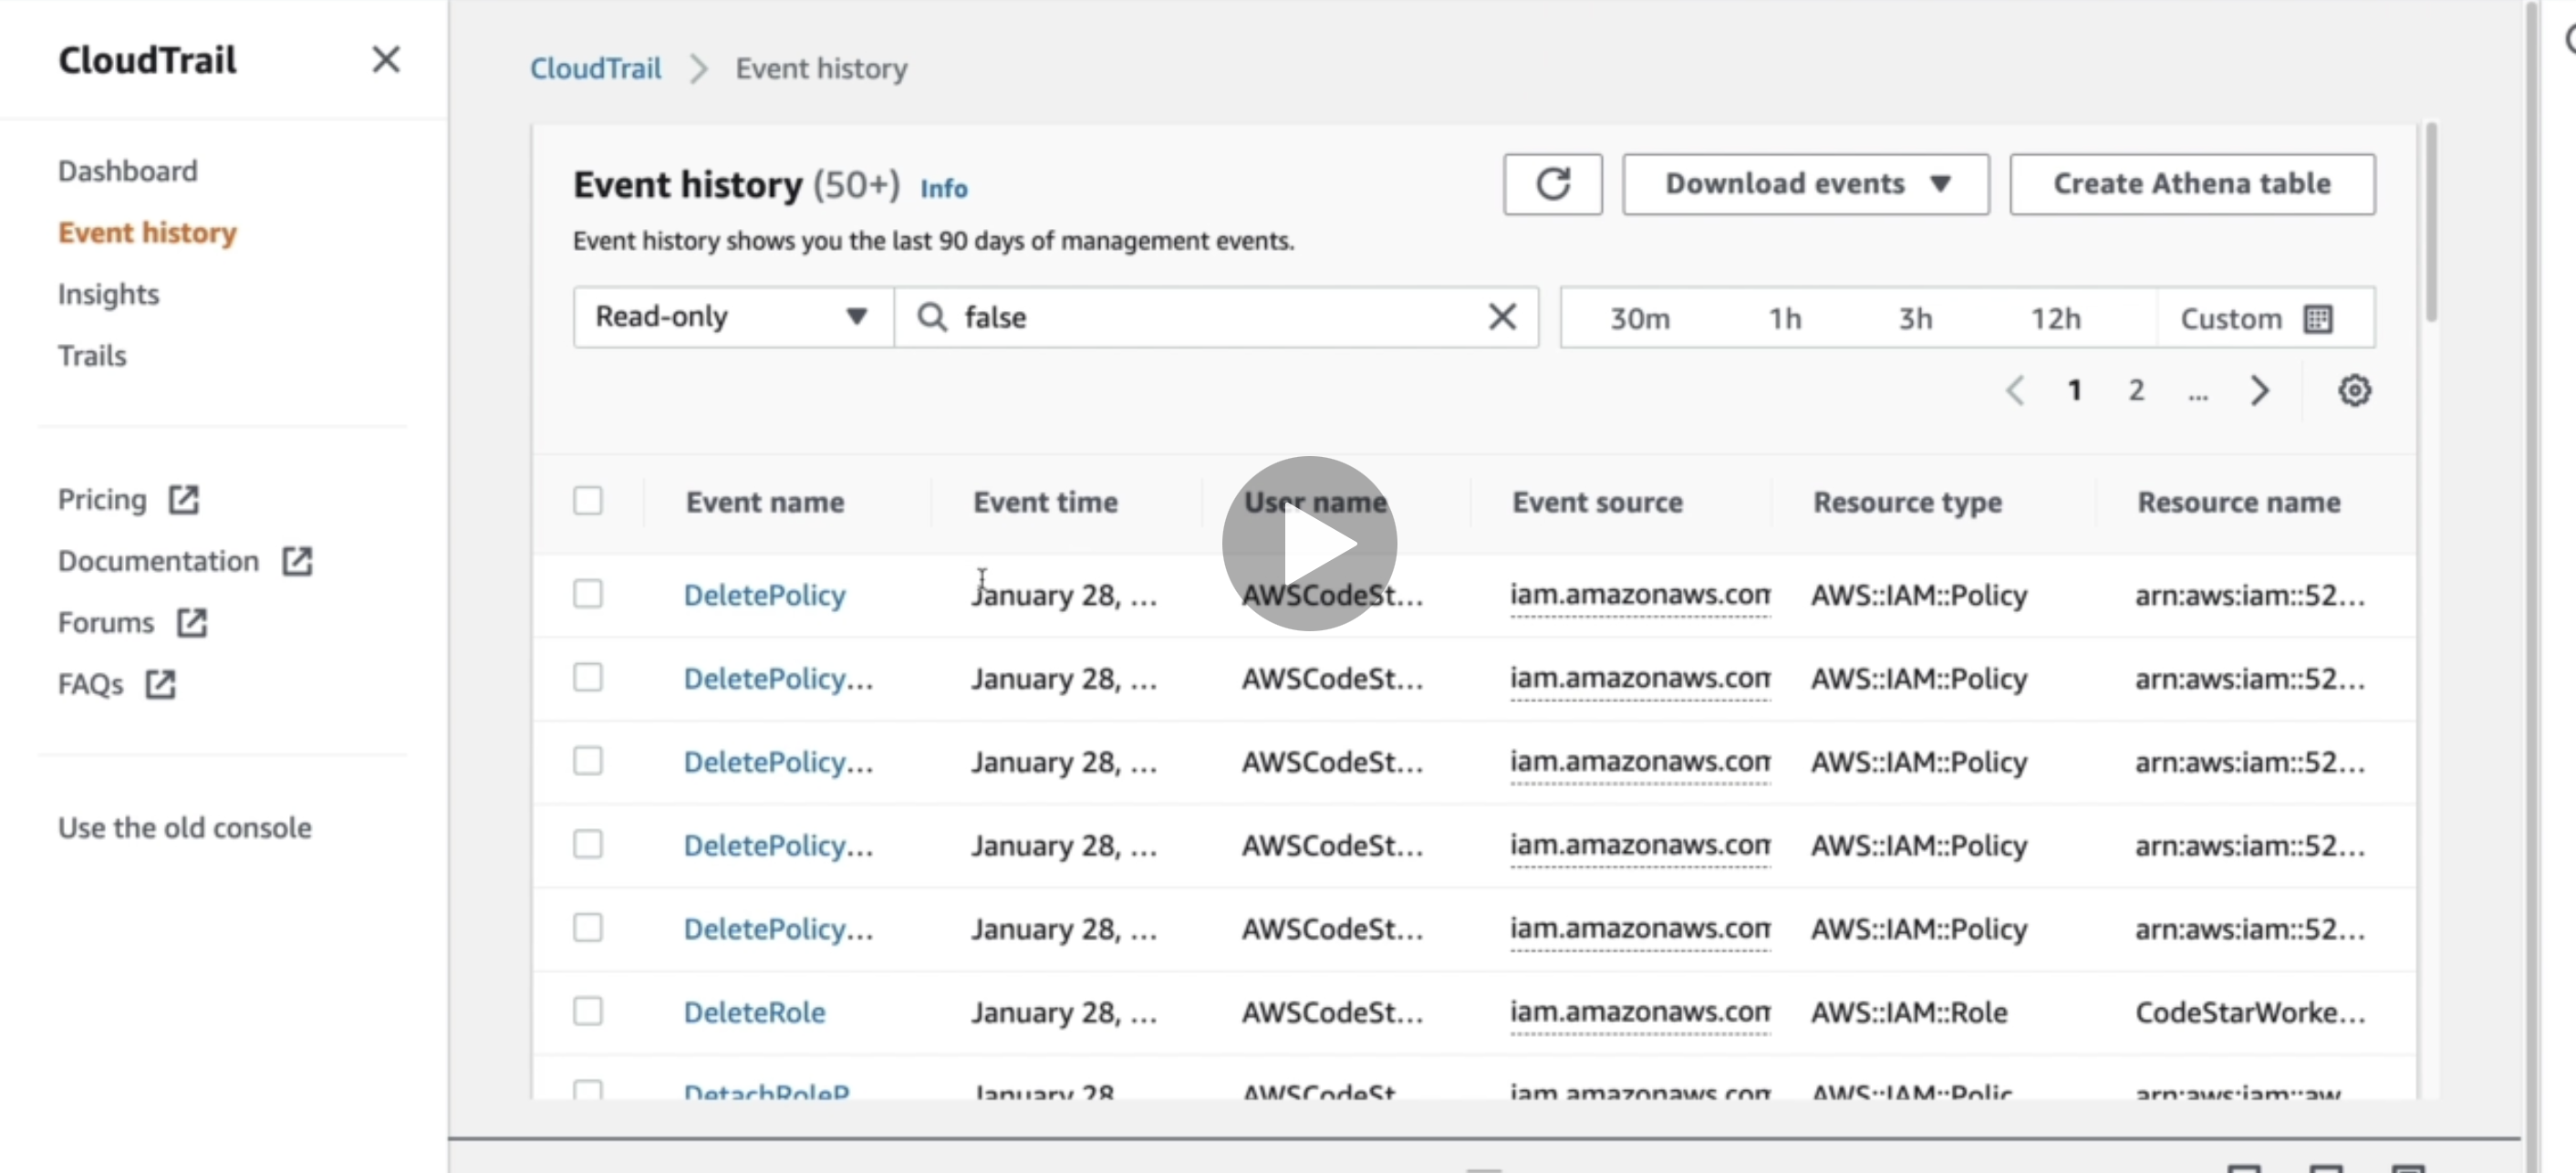 CloudTrail
Dashboard
Event history
Insights
Trails
Pricing
Documentation
Forums
FAQs
Use the old console
CloudTrail > Event history
Event history (50+) Info
Download events
Create Athena table
Event history shows you the last 90 days of management events.
Read-only false 30m 1h 3h 12h Custom
1 2 ...
Event name Event time User name Event source Resource type Resource name
DeletePolicy January 28, ... AWSCodeSt... iam.amazonaws.com AWS::IAM::Policy arn:aws:iam::52...
DeletePolicy... January 28, ... AWSCodeSt... iam.amazonaws.com AWS::IAM::Policy arn:aws:iam::52...
DeletePolicy... January 28, ... AWSCodeSt... iam.amazonaws.com AWS::IAM::Policy arn:aws:iam::52...
DeletePolicy... January 28, ... AWSCodeSt... iam.amazonaws.com AWS::IAM::Policy arn:aws:iam::52...
DeletePolicy... January 28, ... AWSCodeSt... iam.amazonaws.com AWS::IAM::Policy arn:aws:iam::52...
DeleteRole January 28, ... AWSCodeSt... iam.amazonaws.com AWS::IAM::Role CodeStarWorke...
DetachRoleP January 28 AWSCodeSt iam.amazonaws.com AWS::IAM::Polic arn:aws:iam::aw